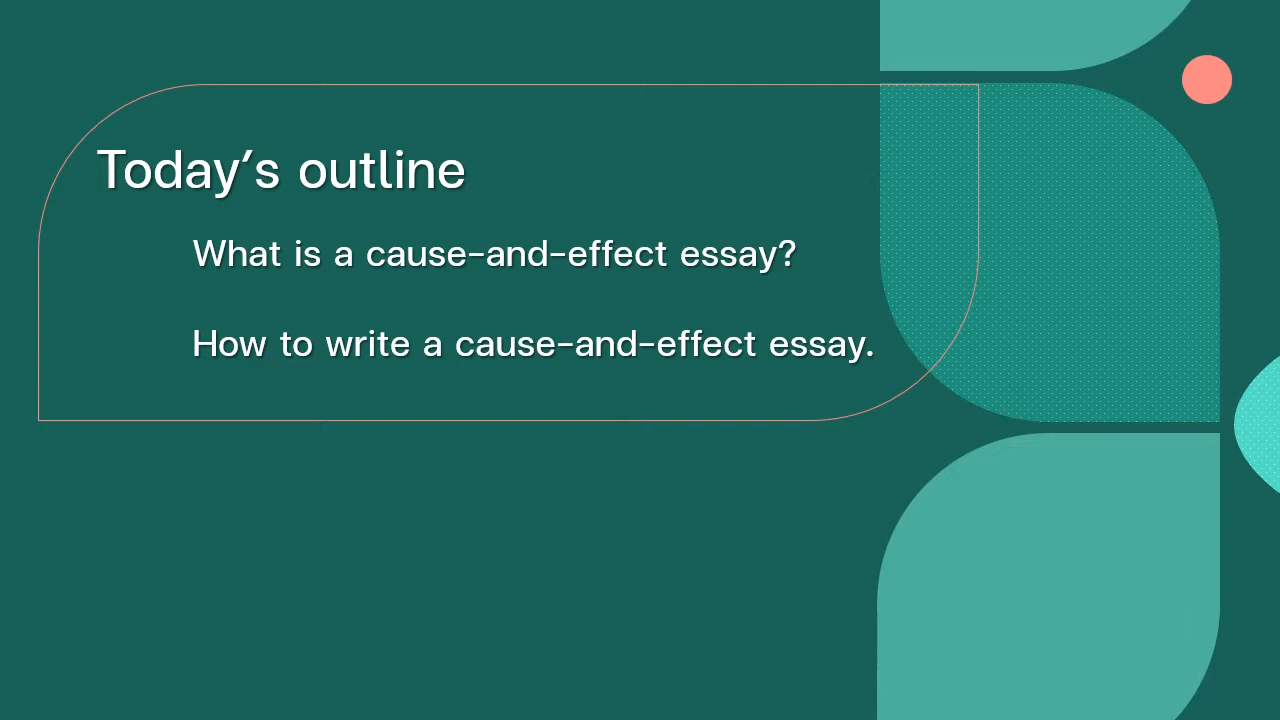 Today's outline
What is a cause-and-effect essay?
How to write a cause-and-effect essay.